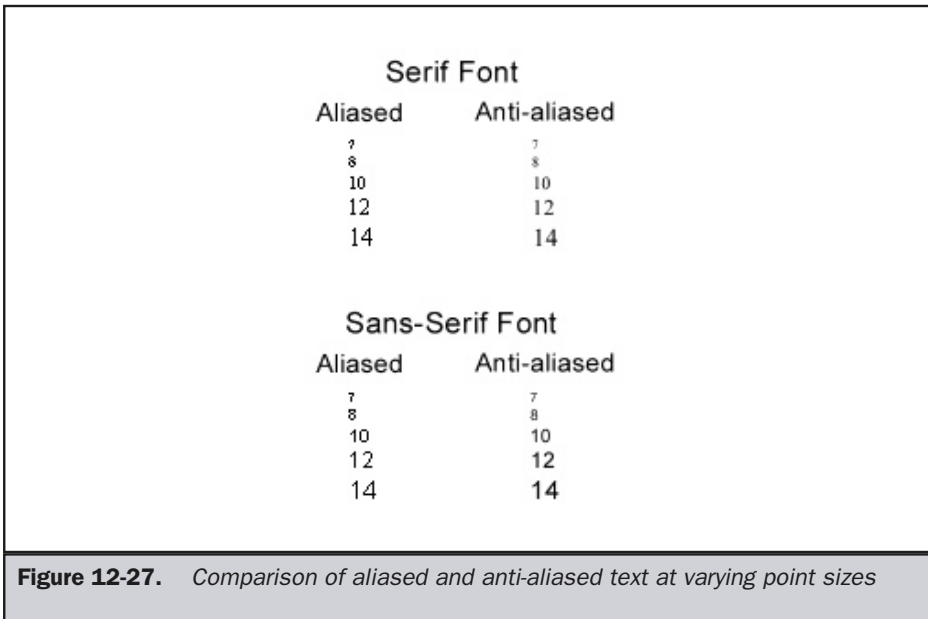 Serif Font
Aliased Anti-aliased
7 7
8 8
10 10
12 12
14 14
Sans-Serif Font
Aliased Anti-aliased
7 7
8 8
10 10
12 12
14 14
Figure 12-27. Comparison of aliased and anti-aliased text at varying point sizes